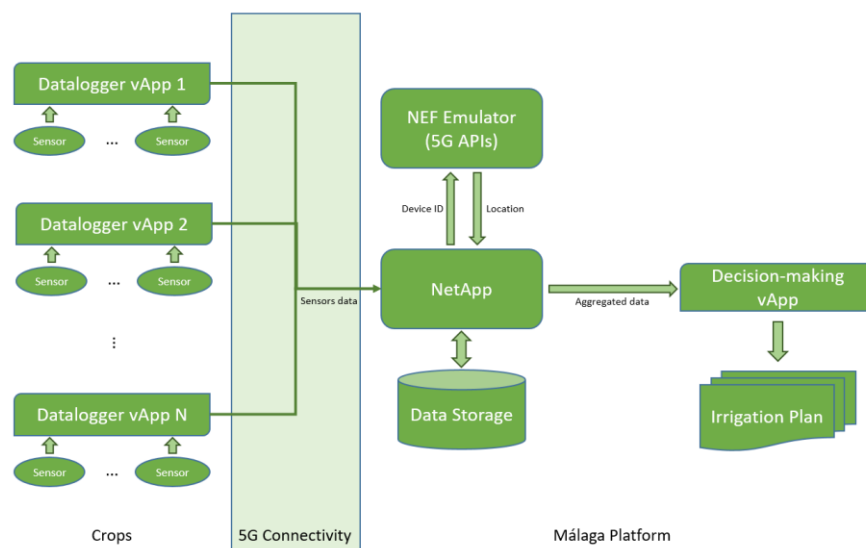 Datalogger vApp 1
Sensor
...
Sensor
Datalogger vApp 2
Sensor
...
Sensor
...
Datalogger vApp N
Sensor
...
Sensor
Sensors data
NEF Emulator
(5G APIs)
Device ID
Location
NetApp
Aggregated data
Decision-making
vApp
Data Storage
Irrigation Plan
Crops
5G Connectivity
Málaga Platform